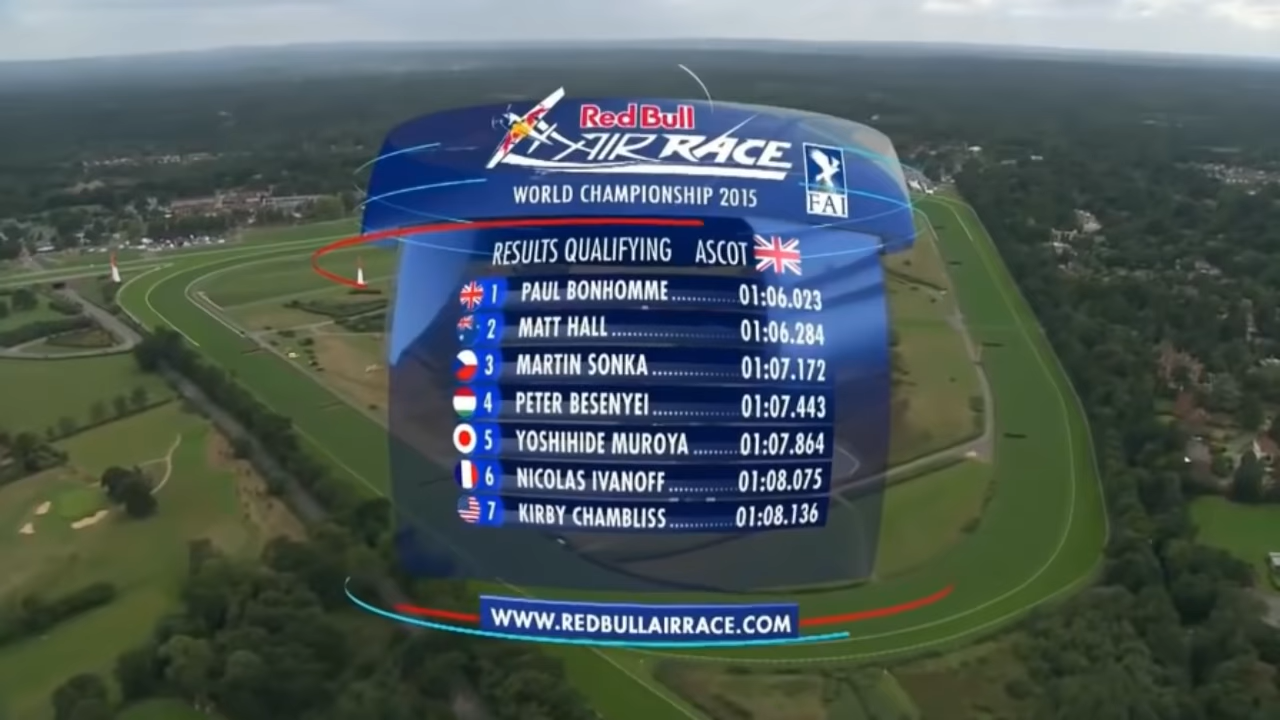 Red Bull
AIR RACE
FAI
WORLD CHAMPIONSHIP 2015
RESULTS QUALIFYING ASCOT
1 PAUL BONHOMME.......... 01:06.023
2 MATT HALL.................. 01:06.284
3 MARTIN SONKA............. 01:07.172
4 PETER BESENYEI............. 01:07.443
5 YOSHIHIDE MUROYA....... 01:07.864
6 NICOLAS IVANOFF........... 01:08.075
7 KIRBY CHAMBLISS........... 01:08.136
WWW.REDBULLAIRRACE.COM